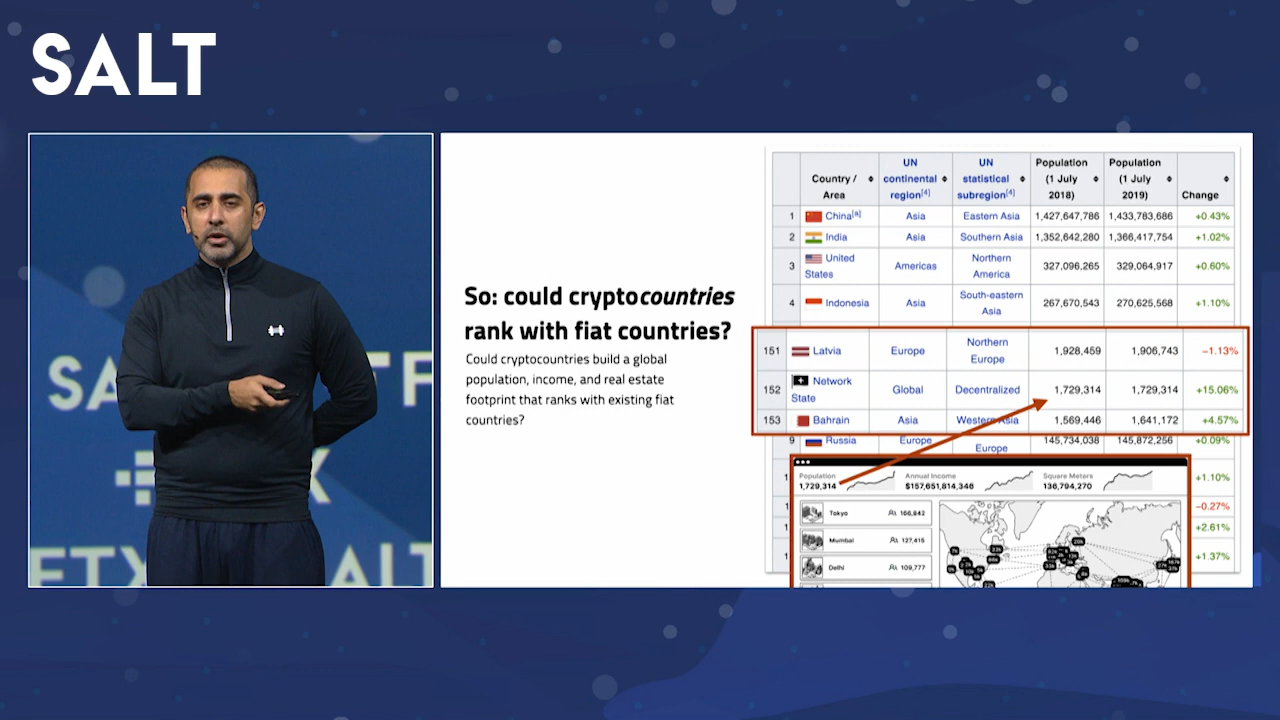 SALT
SA
T F
X
FTX
ALT
So: could cryptocountries
rank with fiat countries?
Could cryptocountries build a global
population, income, and real estate
footprint that ranks with existing fiat
countries?
Country / Area UN continental region[4] UN statistical subregion[4] Population (1 July 2018) Population (1 July 2019) Change
1 China[a] Asia Eastern Asia 1,427,647,786 1,433,783,686 +0.43%
2 India Asia Southern Asia 1,352,642,280 1,366,417,754 +1.02%
3 United States Americas Northern America 327,096,265 329,064,917 +0.60%
4 Indonesia Asia South-eastern Asia 267,670,543 270,625,568 +1.10%
151 Latvia Europe Northern Europe 1,928,459 1,906,743 −1.13%
152 Network State Global Decentralized 1,729,314 1,729,314 +15.06%
153 Bahrain Asia Western Asia 1,569,446 1,641,172 +4.57%
9 Russia Europe Europe 145,734,038 145,872,256 +0.09%
1 +1.10%
1 −0.27%
+2.61%
1 +1.37%
Population Annual Income Square Meters
1,729,314 $157,651,814,346 136,794,270
Tokyo 166,842
Mumbai 127,415
Delhi 109,777